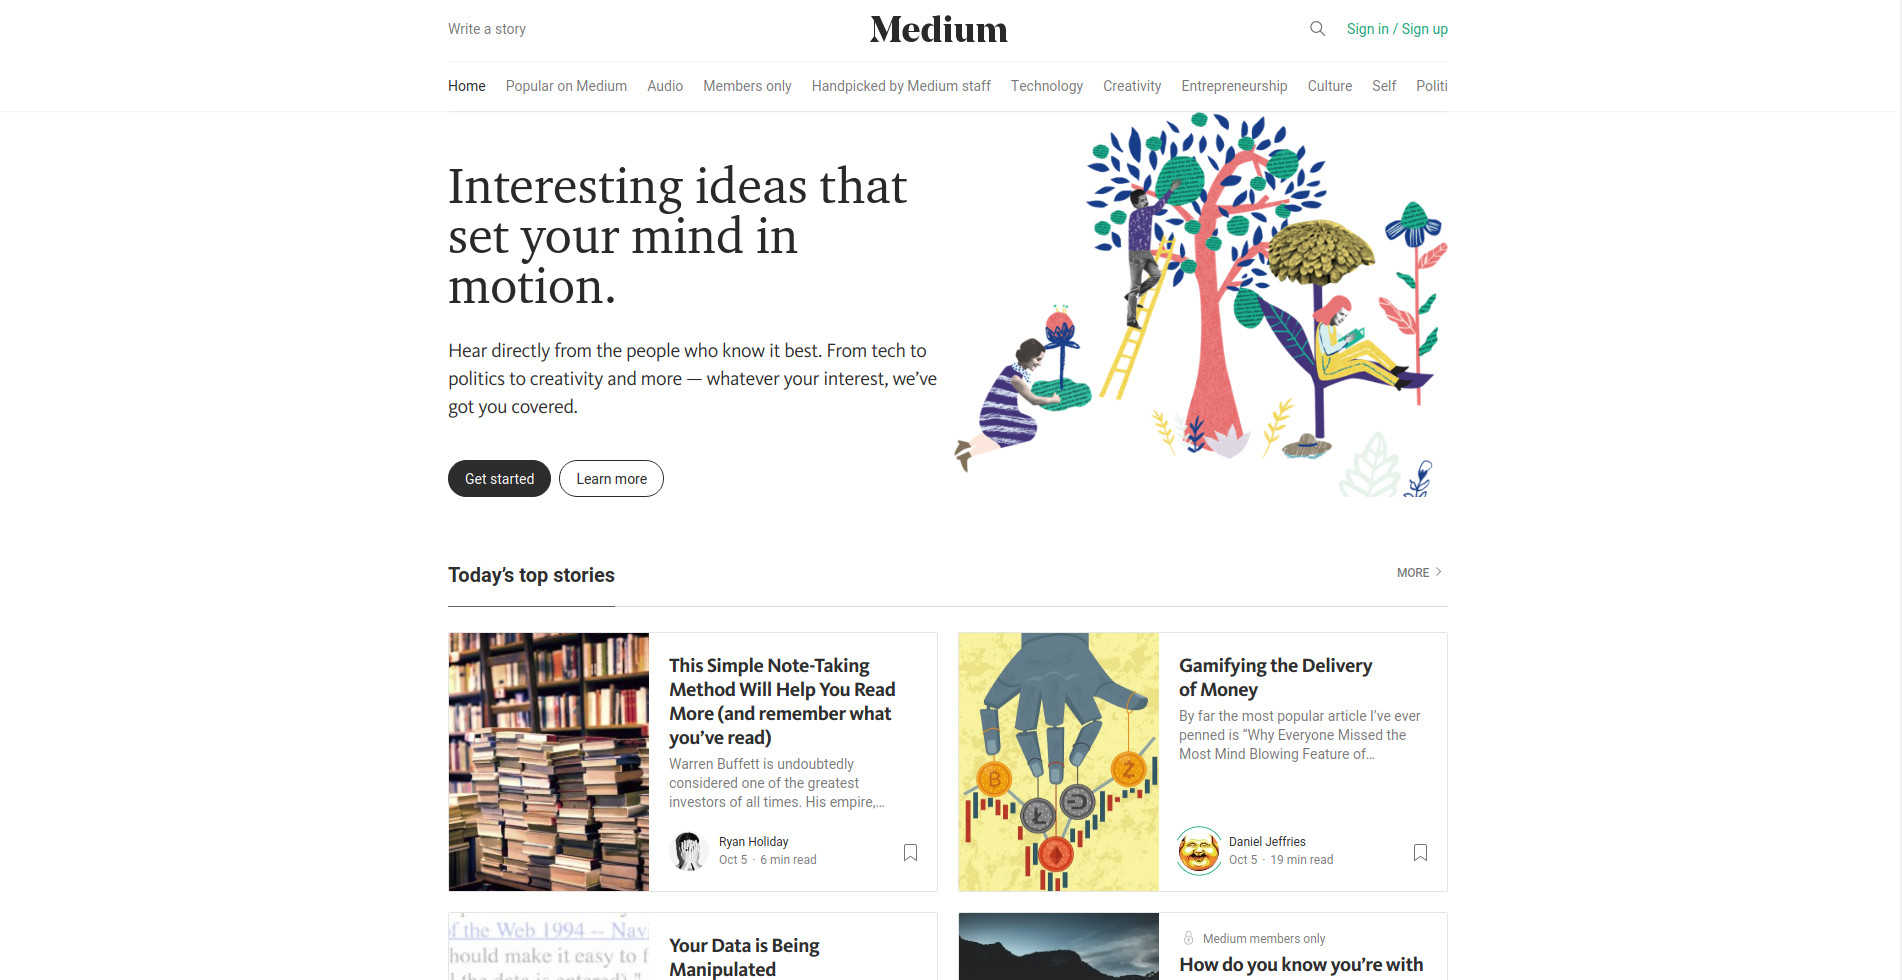 Write a story
Medium
Sign in / Sign up
Home Popular on Medium Audio Members only Handpicked by Medium staff Technology Creativity Entrepreneurship Culture Self Politi
Interesting ideas that
set your mind in
motion.
Hear directly from the people who know it best. From tech to
politics to creativity and more — whatever your interest, we’ve
got you covered.
Get started
Learn more
Today’s top stories
MORE
This Simple Note-Taking
Method Will Help You Read
More (and remember what
you’ve read)
Warren Buffett is undoubtedly
considered one of the greatest
investors of all times. His empire,…
Ryan Holiday
Oct 5 · 6 min read
Gamifying the Delivery
of Money
By far the most popular article I’ve ever
penned is “Why Everyone Missed the
Most Mind Blowing Feature of…
Daniel Jeffries
Oct 5 · 19 min read
of the Web 1994 -- Navi
hould make it easy to f
Your Data is Being
Manipulated
Medium members only
How do you know you’re with